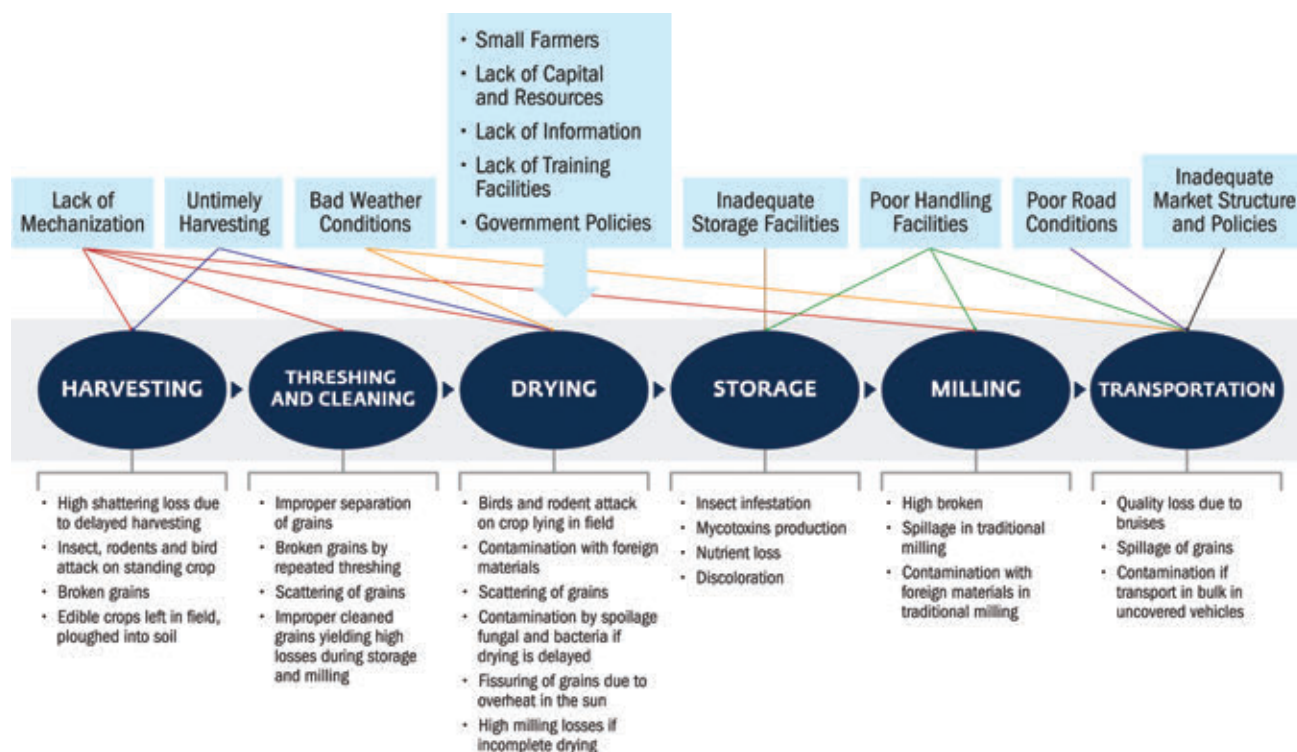 • Small Farmers
• Lack of Capital
and Resources
• Lack of Information
• Lack of Training
Facilities
• Government Policies
Lack of
Mechanization
Untimely
Harvesting
Bad Weather
Conditions
Inadequate
Storage Facilities
Poor Handling
Facilities
Poor Road
Conditions
Inadequate
Market Structure
and Policies
HARVESTING
THRESHING
AND CLEANING
DRYING
STORAGE
MILLING
TRANSPORTATION
• High shattering loss due
to delayed harvesting
• Insect, rodents and bird
attack on standing crop
• Broken grains
• Edible crops left in field,
ploughed into soil
• Improper separation
of grains
• Broken grains by
repeated threshing
• Scattering of grains
• Improper cleaned
grains yielding high
losses during storage
and milling
• Birds and rodent attack
on crop lying in field
• Contamination with foreign
materials
• Scattering of grains
• Contamination by spoilage
fungal and bacteria if
drying is delayed
• Fissuring of grains due to
overheat in the sun
• High milling losses if
incomplete drying
• Insect infestation
• Mycotoxins production
• Nutrient loss
• Discoloration
• High broken
• Spillage in traditional
milling
• Contamination with
foreign materials in
traditional milling
• Quality loss due to
bruises
• Spillage of grains
• Contamination if
transport in bulk in
uncovered vehicles